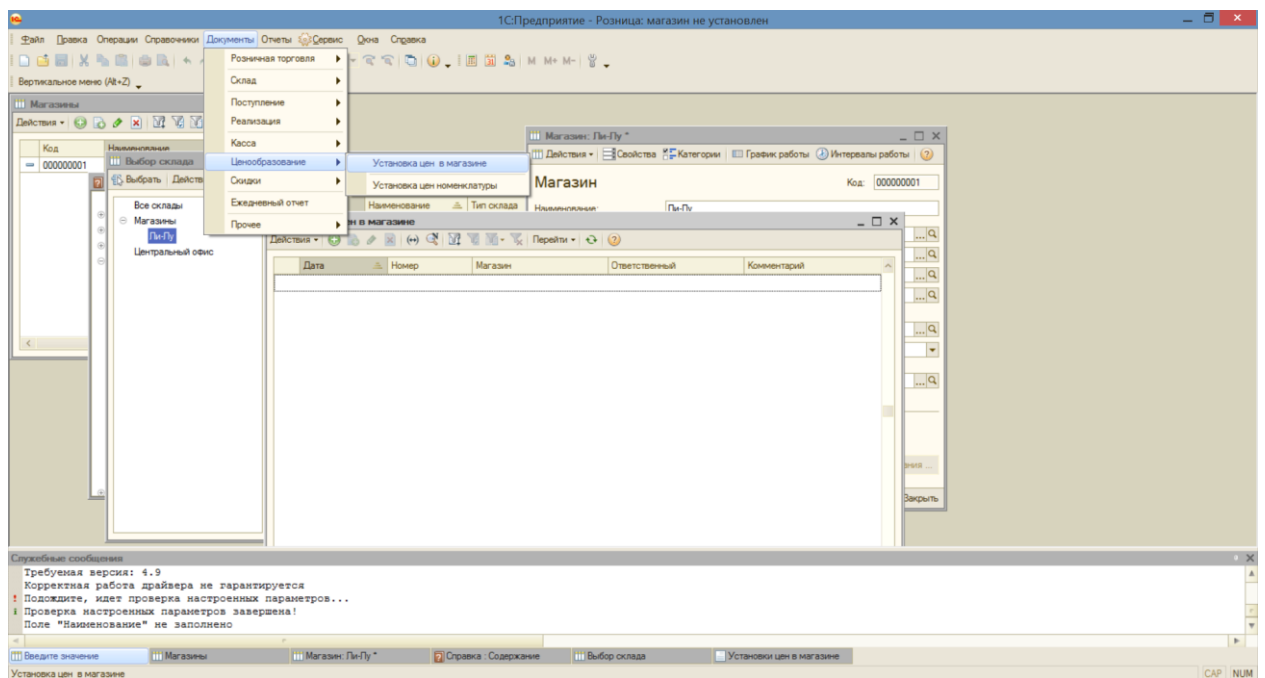 1С:Предприятие - Розница: магазин не установлен
Файл Правка Операции Справочники Документы Отчеты Сервис Окна Справка
M M+ M-
Вертикальное меню (Alt+Z)
Розничная торговля
Склад
Поступление
Реализация
Касса
Ценообразование
Скидки
Ежедневный отчет
Прочее
Установка цен в магазине
Установка цен номенклатуры
Магазины
Действия
Код Наименование
000000001
Выбор склада
Выбрать
Все склады
Магазины
Пи-Пу
Центральный офис
Наименование Тип склада
Магазин: Пи-Пу *
Действия Свойства Категории График работы Интервалы работы
Магазин
Код: 000000001
Наименование: Пи-Пу
в магазине
Действия Перейти
Дата Номер Магазин Ответственный Комментарий
Закрыть
Служебные сообщения
Требуемая версия: 4.9
Корректная работа драйвера не гарантируется
Подождите, идет проверка настроенных параметров...
Проверка настроенных параметров завершена!
Поле "Наименование" не заполнено
Введите значение Магазины Магазин: Пи-Пу * Справка : Содержание Выбор склада Установки цен в магазине
Установка цен в магазине
CAP NUM